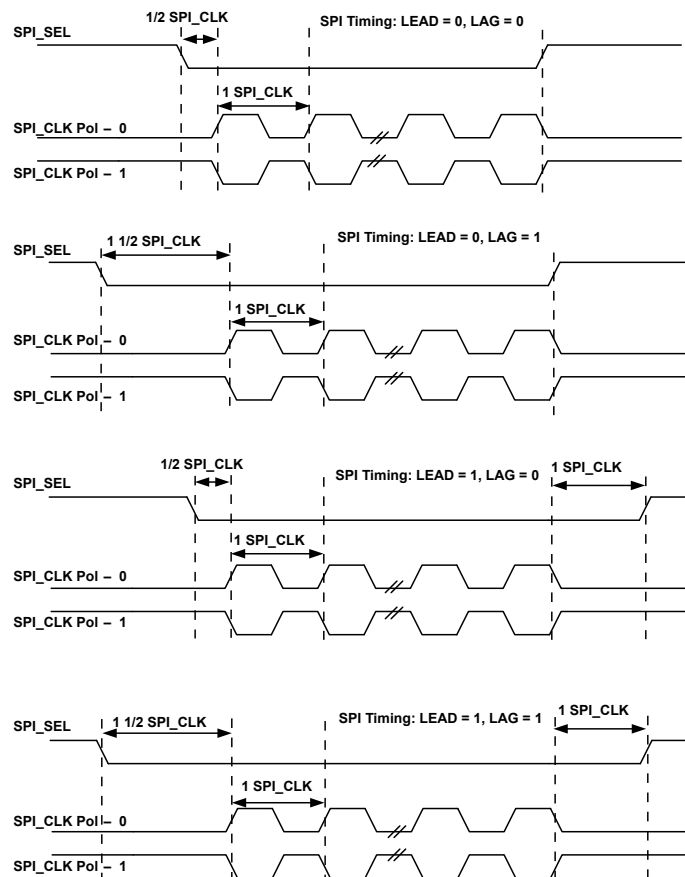 1/2 SPI_CLK
SPI Timing: LEAD = 0, LAG = 0
SPI_SEL
1 SPI_CLK
SPI_CLK Pol – 0
SPI_CLK Pol – 1
1 1/2 SPI_CLK
SPI Timing: LEAD = 0, LAG = 1
SPI_SEL
1 SPI_CLK
SPI_CLK Pol – 0
SPI_CLK Pol – 1
1/2 SPI_CLK
SPI Timing: LEAD = 1, LAG = 0
1 SPI_CLK
SPI_SEL
1 SPI_CLK
SPI_CLK Pol – 0
SPI_CLK Pol – 1
1 1/2 SPI_CLK
SPI Timing: LEAD = 1, LAG = 1
1 SPI_CLK
SPI_SEL
1 SPI_CLK
SPI_CLK Pol – 0
SPI_CLK Pol – 1